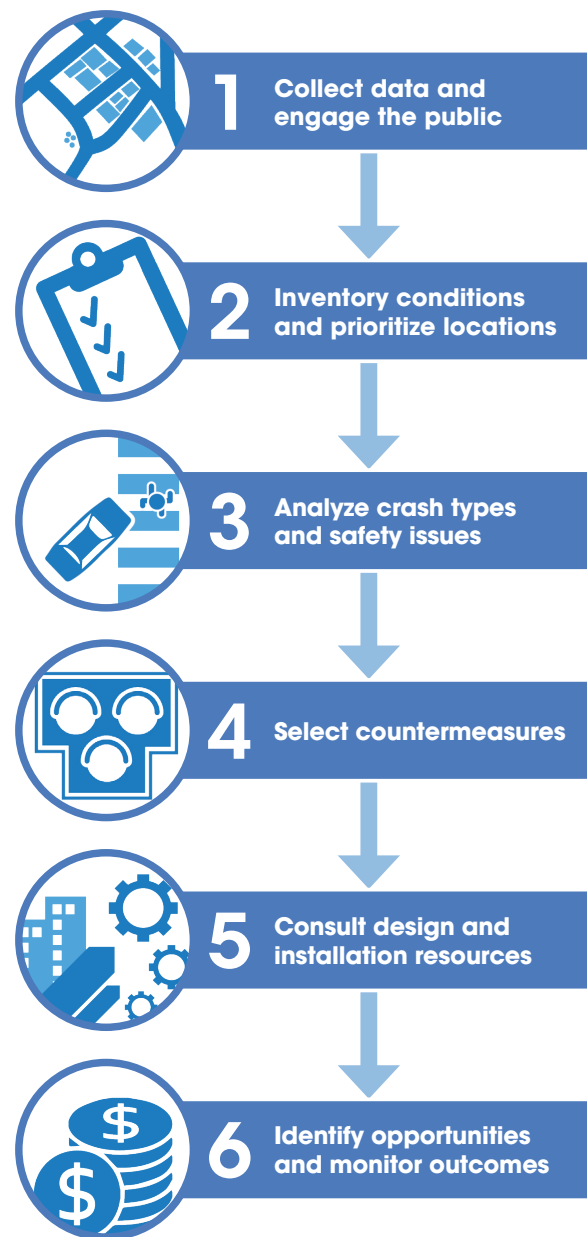 1
Collect data and
engage the public
2
Inventory conditions
and prioritize locations
3
Analyze crash types
and safety issues
4
Select countermeasures
5
Consult design and
installation resources
6
Identify opportunities
and monitor outcomes
$
$